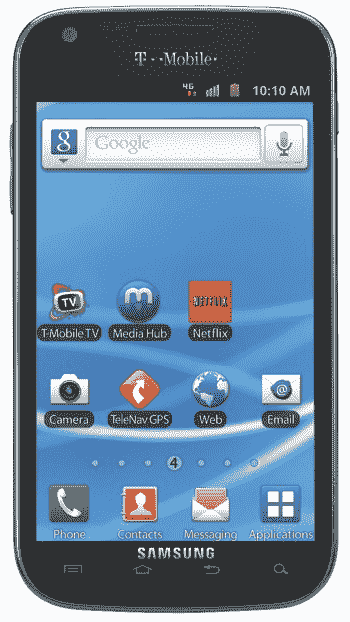 T··Mobile·
4G
10:10 AM
g
Google
TV
m
NETFLIX
T-Mobile TV
Media Hub
Netflix
@
Camera
TeleNav GPS
Web
Email
4
Phone
Contacts
Messaging
Applications
SAMSUNG